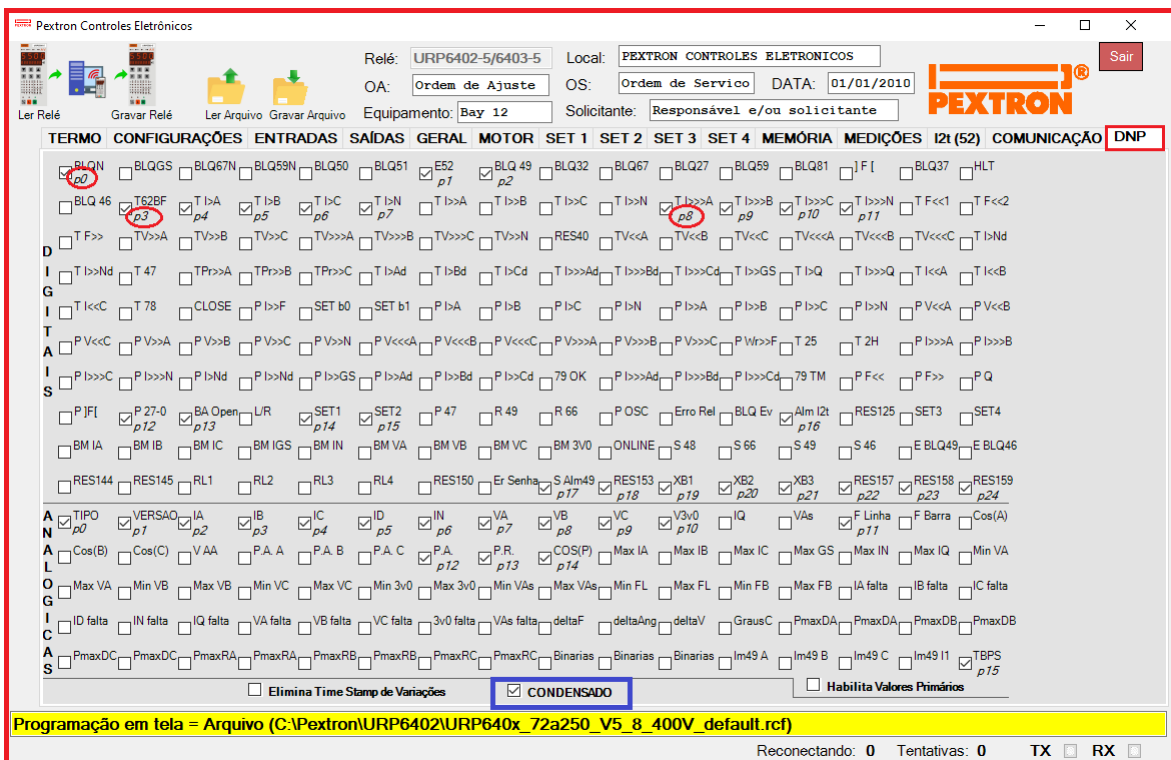 Pextron Controles Eletrônicos
Relé: URP6402-5/6403-5 Local: PEXTRON CONTROLES ELETRONICOS Sair
OA: Ordem de Ajuste OS: Ordem de Servico DATA: 01/01/2010
Ler Relé Gravar Relé Ler Arquivo Gravar Arquivo Equipamento: Bay 12 Solicitante: Responsável e/ou solicitante PEXTRON ®
TERMO CONFIGURAÇÕES ENTRADAS SAÍDAS GERAL MOTOR SET 1 SET 2 SET 3 SET 4 MEMÓRIA MEDIÇÕES I2t (52) COMUNICAÇÃO DNP
DIGITAIS
BLQN BLQGS BLQ67N BLQ59N BLQ50 BLQ51 E52 BLQ 49 BLQ32 BLQ67 BLQ27 BLQ59 BLQ81 ] F [ BLQ37 HLT
p0 p1 p2
BLQ 46 T62BF T I>A T I>B T I>C T I>N T I>>A T I>>B T I>>C T I>>N T I>>>A T I>>>B T I>>>C T I>>>N T F<<1 T F<<2
p3 p4 p5 p6 p7 p8 p9 p10 p11
T F>> TV>>A TV>>B TV>>C TV>>>A TV>>>B TV>>>C TV>>N RES40 TV<<A TV<<B TV<<C TV<<<A TV<<<B TV<<<C T I>Nd
T I>>Nd T 47 TPr>>A TPr>>B TPr>>C T I>Ad T I>Bd T I>Cd T I>>>Ad T I>>>Bd T I>>>Cd T I>>GS T I>Q T I>>>Q T I<<A T I<<B
T I<<C T 78 CLOSE P I>>F SET b0 SET b1 P I>A P I>B P I>C P I>N P I>>A P I>>B P I>>C P I>>N P V<<A P V<<B
P V<<C P V>>A P V>>B P V>>C P V>>N P V<<<A P V<<<B P V<<<C P V>>>A P V>>>B P V>>>C P Wr>>F T 25 T 2H P I>>>A P I>>>B
P I>>>C P I>>>N P I>Nd P I>>Nd P I>>GS P I>>Ad P I>>Bd P I>>Cd 79 OK P I>>>Ad P I>>>Bd P I>>>Cd 79 TM P F<< P F>> P Q
P ]F[ P 27-0 BA Open L/R SET1 SET2 P 47 R 49 R 66 P OSC Erro Rel BLQ Ev Alm I2t RES125 SET3 SET4
p12 p13 p14 p15 p16
BM IA BM IB BM IC BM IGS BM IN BM VA BM VB BM VC BM 3V0 ONLINE S 48 S 66 S 49 S 46 E BLQ49 E BLQ46
RES144 RES145 RL1 RL2 RL3 RL4 RES150 Er Senha S Alm49 RES153 XB1 XB2 XB3 RES157 RES158 RES159
p17 p18 p19 p20 p21 p22 p23 p24
ANALOGICAS
TIPO VERSAO IA IB IC ID IN VA VB VC V3v0 IQ VAs F Linha F Barra Cos(A)
p0 p1 p2 p3 p4 p5 p6 p7 p8 p9 p10 p11
Cos(B) Cos(C) V AA P.A. A P.A. B P.A. C P.A. P.R. COS(P) Max IA Max IB Max IC Max GS Max IN Max IQ Min VA
p12 p13 p14
Max VA Min VB Max VB Min VC Max VC Min 3v0 Max 3v0 Min VAs Max VAs Min FL Max FL Min FB Max FB IA falta IB falta IC falta
ID falta IN falta IQ falta VA falta VB falta VC falta 3v0 falta VAs falta deltaF deltaAng deltaV GrausC PmaxDA PmaxDA PmaxDB PmaxDB
PmaxDC PmaxDC PmaxRA PmaxRA PmaxRB PmaxRB PmaxRC PmaxRC Binarias Binarias Binarias Im49 A Im49 B Im49 C Im49 I1 TBPS
p15
Elimina Time Stamp de Variações CONDENSADO Habilita Valores Primários
Programação em tela = Arquivo (C:\Pextron\URP6402\URP640x_72a250_V5_8_400V_default.rcf)
Reconectando: 0 Tentativas: 0 TX RX